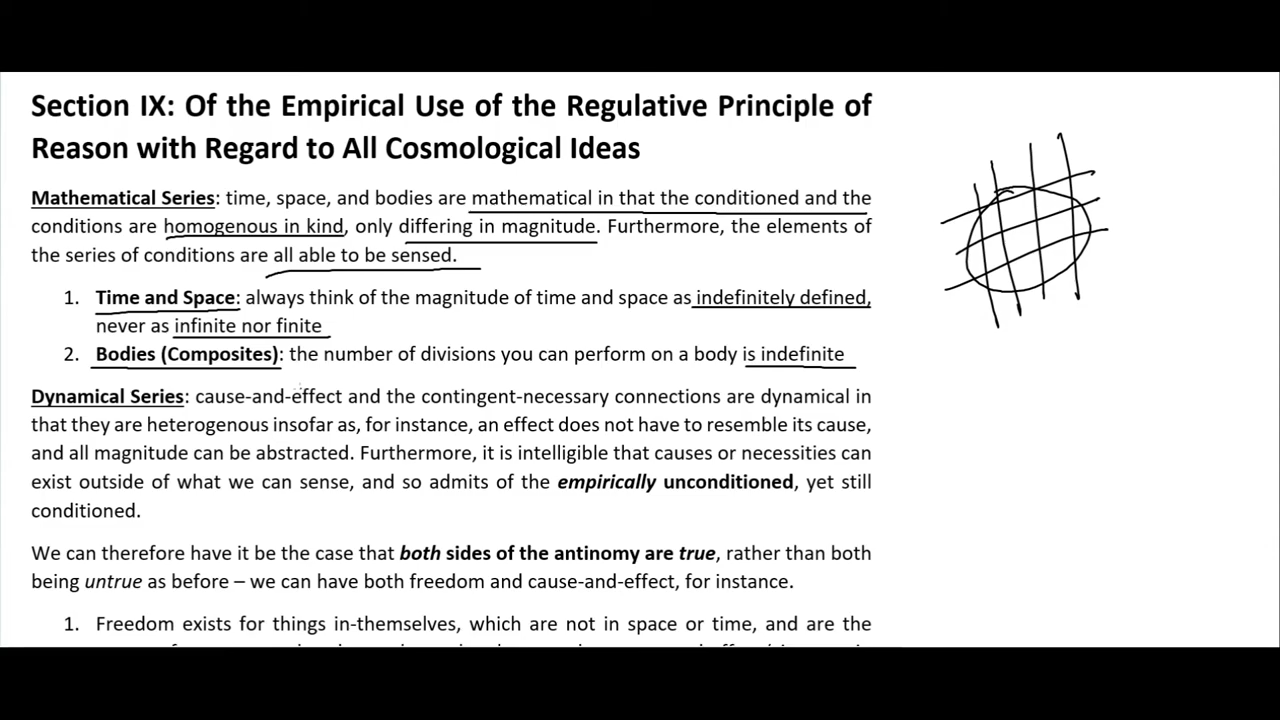 Section IX: Of the Empirical Use of the Regulative Principle of
Reason with Regard to All Cosmological Ideas
Mathematical Series: time, space, and bodies are mathematical in that the conditioned and the
conditions are homogenous in kind, only differing in magnitude. Furthermore, the elements of
the series of conditions are all able to be sensed.
1. Time and Space: always think of the magnitude of time and space as indefinitely defined,
never as infinite nor finite
2. Bodies (Composites): the number of divisions you can perform on a body is indefinite
Dynamical Series: cause-and-effect and the contingent-necessary connections are dynamical in
that they are heterogenous insofar as, for instance, an effect does not have to resemble its cause,
and all magnitude can be abstracted. Furthermore, it is intelligible that causes or necessities can
exist outside of what we can sense, and so admits of the empirically unconditioned, yet still
conditioned.
We can therefore have it be the case that both sides of the antinomy are true, rather than both
being untrue as before – we can have both freedom and cause-and-effect, for instance.
1. Freedom exists for things in-themselves, which are not in space or time, and are the